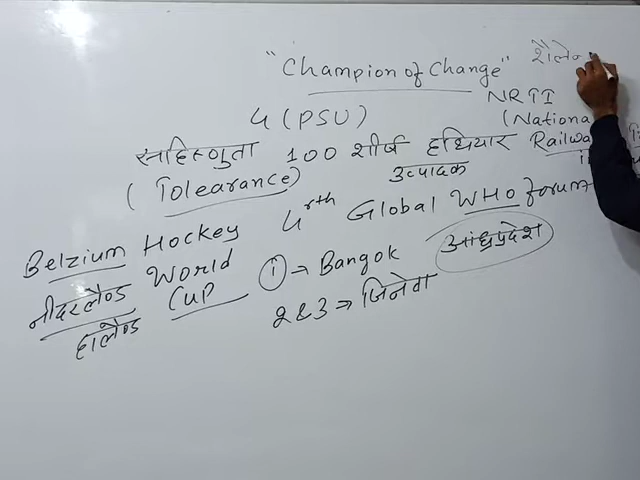 "Champion of Change" शैलेन
NRTI
4 (PSU) (Nationa
सहिष्णुता 100 शीर्ष हथियार Railwa
(Tolearance) उत्पादक
Belzium Hockey 4rth Global WHO forum
नीदरलैण्ड World ① ⇒ Bangok आंध्रप्रदेश
हालैण्ड CuP 2&3 ⇒ जिनेवा